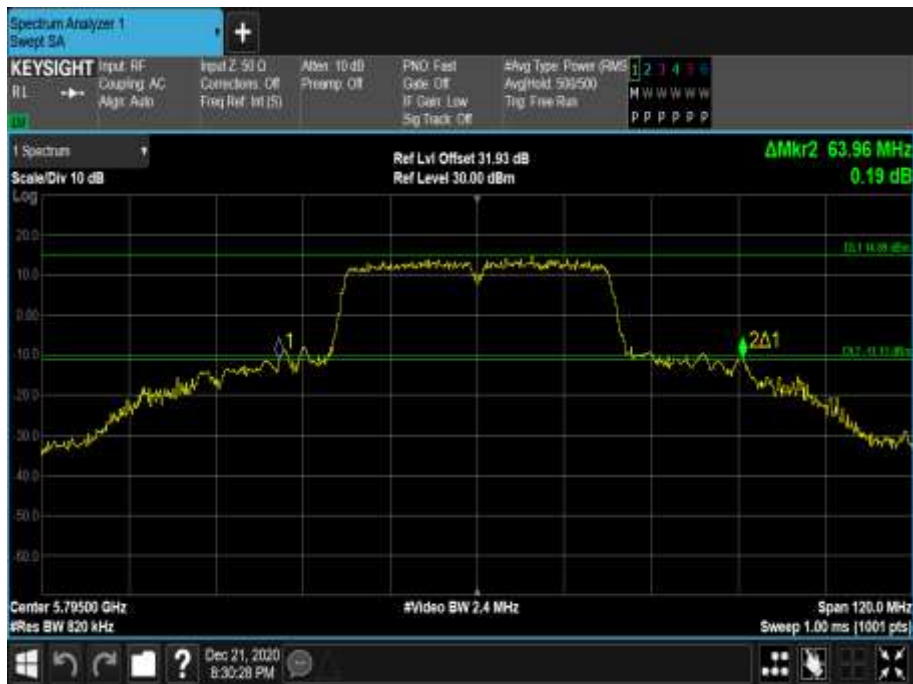 Spectrum Analyzer 1
Swept SA
KEYSIGHT
RL
Input: RF
Coupling: AC
Align: Auto
Input Z: 50 Ω
Corrections: Off
Freq Ref: Int (S)
Atten: 10 dB
Preamp: Off
PNO: Fast
Gate: Off
IF Gain: Low
Sig Track: Off
#Avg Type: Power (RMS
Avg|Hold: 500/500
Trig: Free Run
1 2 3 4 5 6
M W W W W W
P P P P P P
1 Spectrum
Scale/Div 10 dB
Ref Lvl Offset 31.93 dB
Ref Level 30.00 dBm
ΔMkr2 63.96 MHz
0.19 dB
Log
20.0
10.0
0.00
-10.0
-20.0
-30.0
-40.0
-50.0
-60.0
1
2Δ1
Center 5.79500 GHz
#Res BW 820 kHz
#Video BW 2.4 MHz
Span 120.0 MHz
Sweep 1.00 ms (1001 pts)
Dec 21, 2020
8:30:28 PM